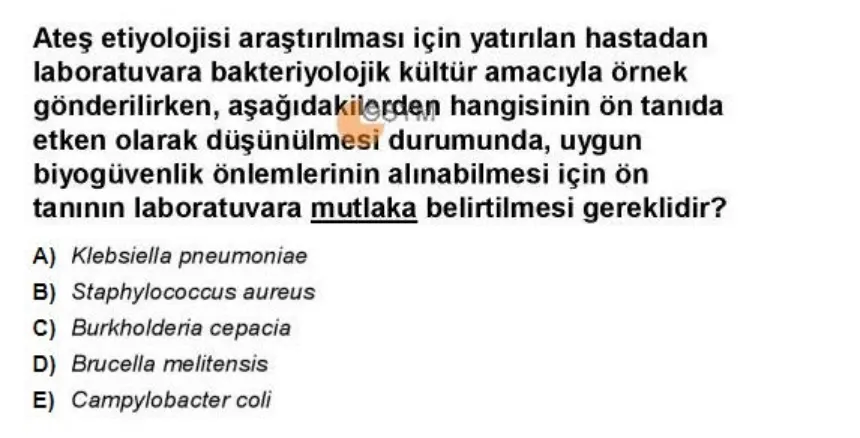 Ateş etiyolojisi araştırılması için yatırılan hastadan
laboratuvara bakteriyolojik kültür amacıyla örnek
gönderilirken, aşağıdakilerden hangisinin ön tanıda
etken olarak düşünülmesi durumunda, uygun
biyogüvenlik önlemlerinin alınabilmesi için ön
tanının laboratuvara mutlaka belirtilmesi gereklidir?
A) Klebsiella pneumoniae
B) Staphylococcus aureus
C) Burkholderia cepacia
D) Brucella melitensis
E) Campylobacter coli